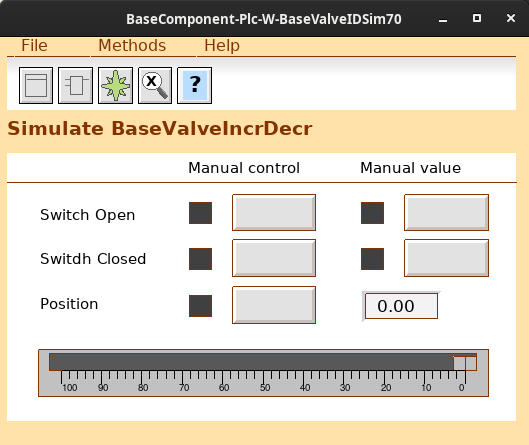 BaseComponent-Plc-W-BaseValveIDSim70
File Methods Help
X ?
Simulate BaseValveIncrDecr
Manual control Manual value
Switch Open
Switdh Closed
Position 0.00
100 90 80 70 60 50 40 30 20 10 0